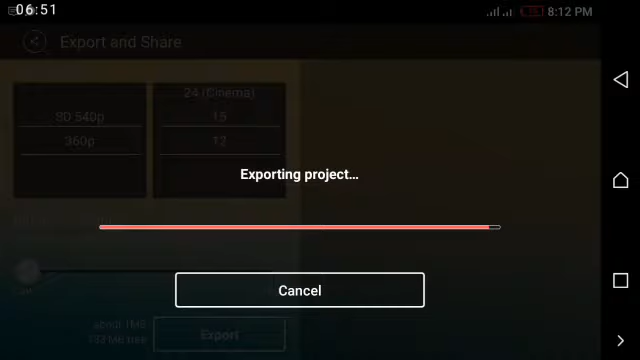 06:51
8:12 PM
Export and Share
24 (Cinema)
SD 540p
15
360p
12
Exporting project...
Cancel
about 1MB
Export